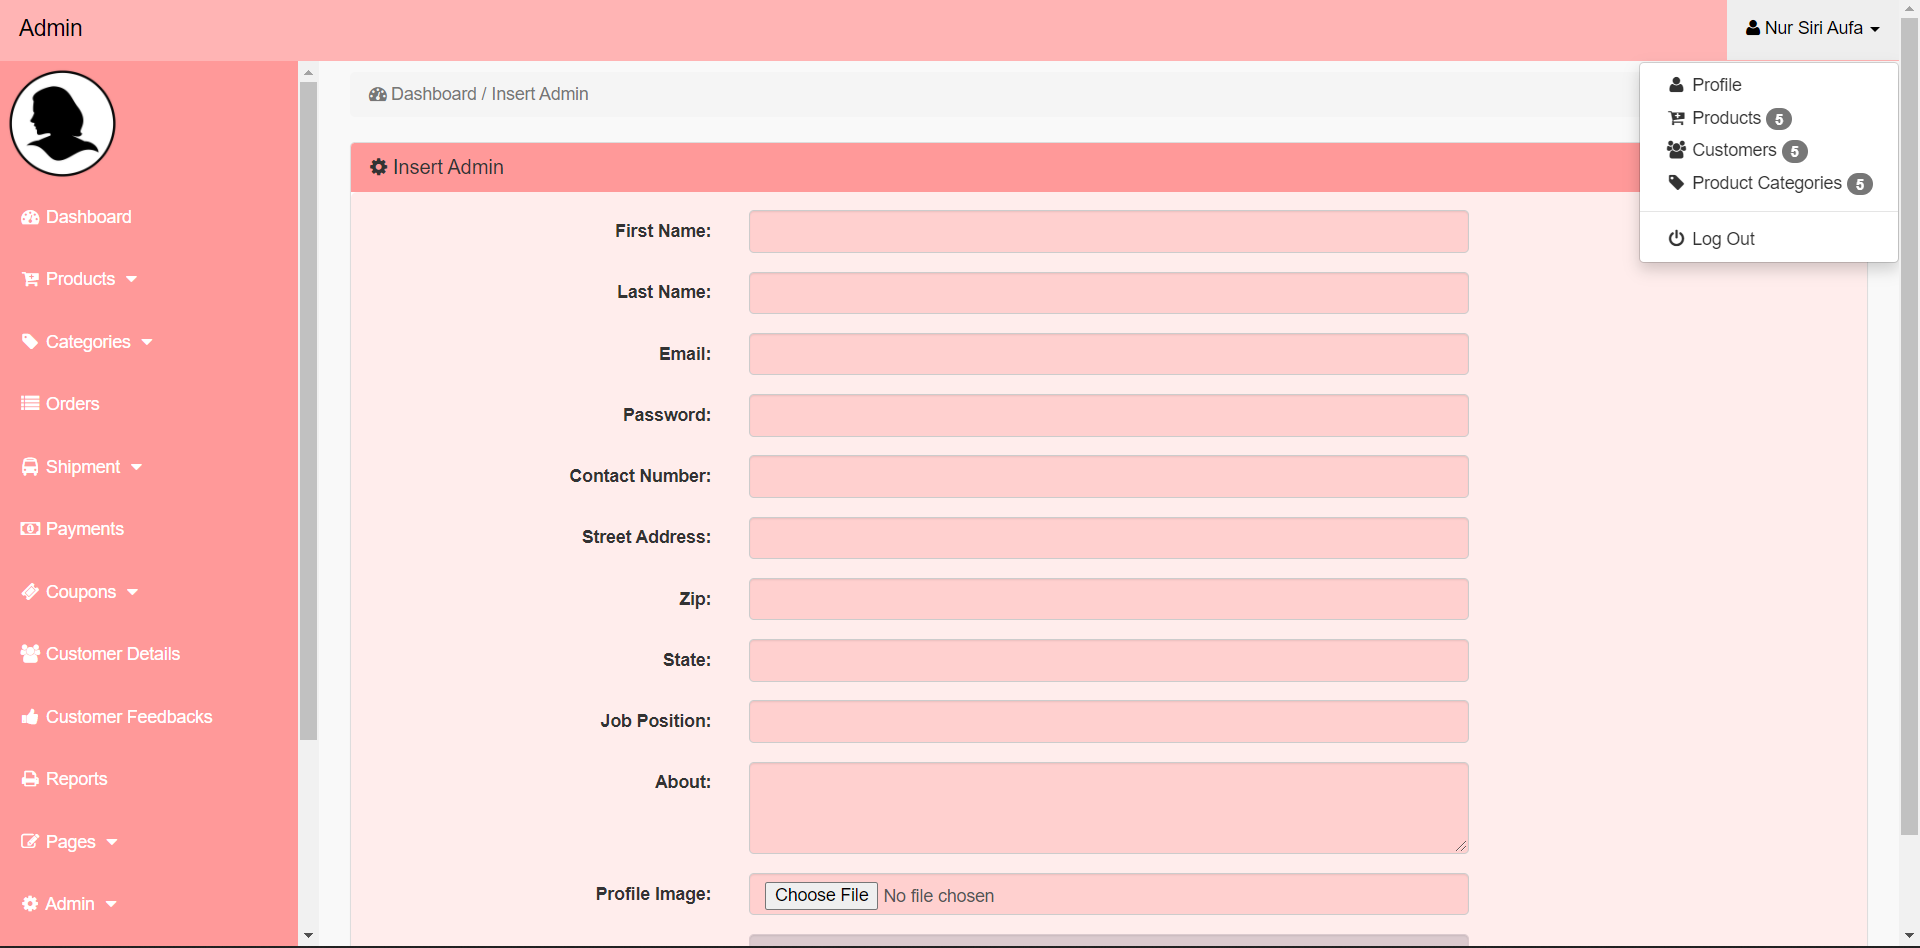 Admin
Nur Siri Aufa
Profile
Products 5
Customers 5
Product Categories 5
Log Out
Dashboard
Products
Categories
Orders
Shipment
Payments
Coupons
Customer Details
Customer Feedbacks
Reports
Pages
Admin
Dashboard / Insert Admin
Insert Admin
First Name:
Last Name:
Email:
Password:
Contact Number:
Street Address:
Zip:
State:
Job Position:
About:
Profile Image: Choose File No file chosen